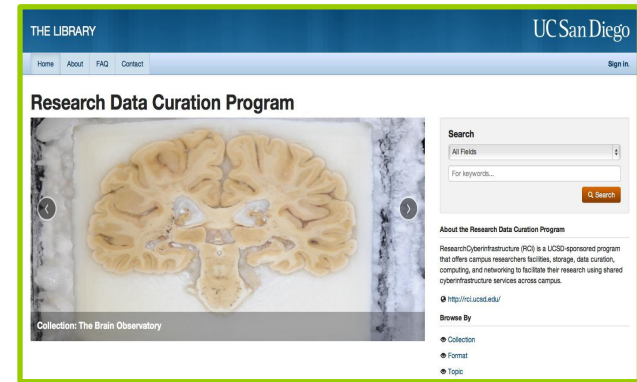 THE LIBRARY
UC San Diego
Home About FAQ Contact
Sign in.
Research Data Curation Program
Collection: The Brain Observatory
Search
All Fields
For keywords...
Search
About the Research Data Curation Program
ResearchCyberinfrastructure (RCI) is a UCSD-sponsored program
that offers campus researchers facilities, storage, data curation,
computing, and networking to facilitate their research using shared
cyberinfrastructure services across campus.
http://rci.ucsd.edu/
Browse By
Collection
Format
Topic